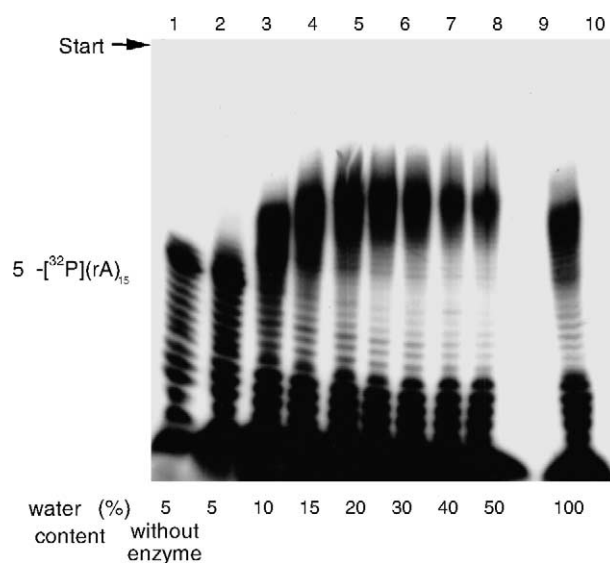 1 2 3 4 5 6 7 8 9 10
Start
5 -[³²P](rA)₁₅
water (%) 5 5 10 15 20 30 40 50 100
content without
enzyme